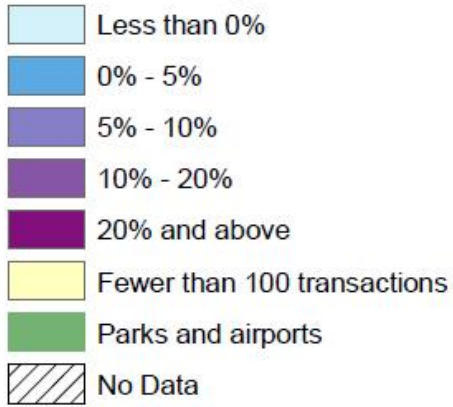 Less than 0%
0% - 5%
5% - 10%
10% - 20%
20% and above
Fewer than 100 transactions
Parks and airports
No Data